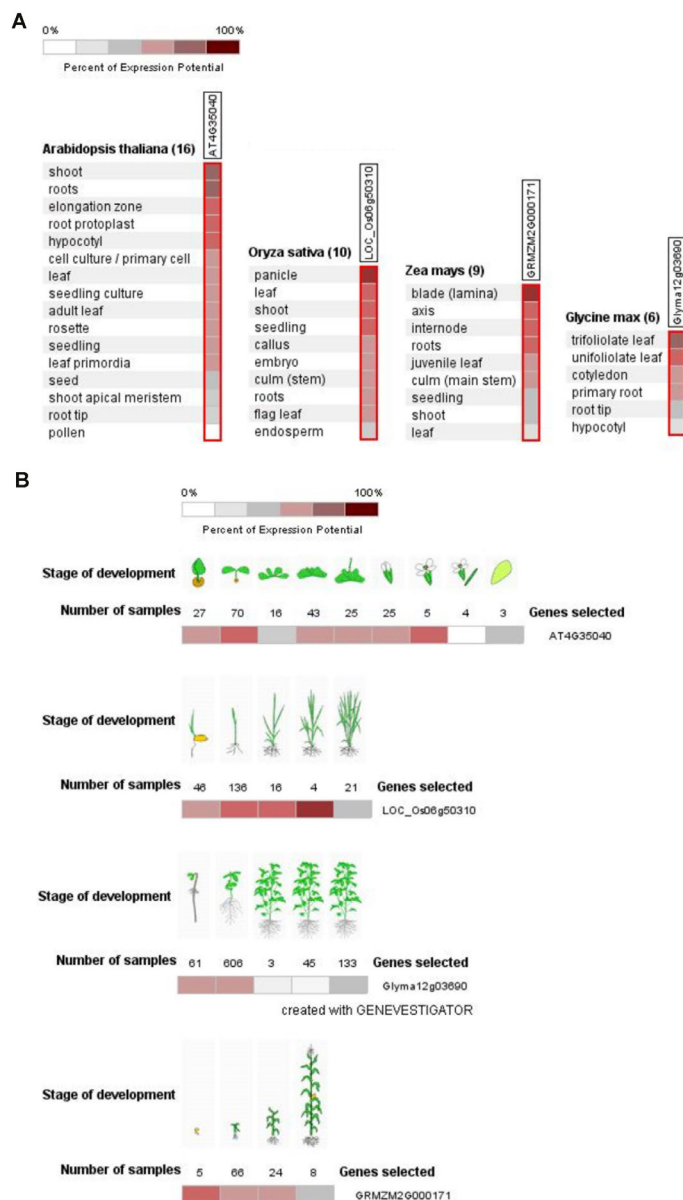 A
0% 100%
Percent of Expression Potential
AT4G35040
Arabidopsis thaliana (16)
shoot
roots
elongation zone
root protoplast
hypocotyl
cell culture / primary cell
leaf
seedling culture
adult leaf
rosette
seedling
leaf primordia
seed
shoot apical meristem
root tip
pollen
LOC_Os06g50310
Oryza sativa (10)
panicle
leaf
shoot
seedling
callus
embryo
culm (stem)
roots
flag leaf
endosperm
GRMZM2G000171
Zea mays (9)
blade (lamina)
axis
internode
roots
juvenile leaf
culm (main stem)
seedling
shoot
leaf
Glyma12g03690
Glycine max (6)
trifoliolate leaf
unifoliolate leaf
cotyledon
primary root
root tip
hypocotyl
B
0% 100%
Percent of Expression Potential
Stage of development
Number of samples 27 70 16 43 25 25 5 4 3 Genes selected
AT4G35040
Stage of development
Number of samples 46 136 16 4 21 Genes selected
LOC_Os06g50310
Stage of development
Number of samples 61 606 3 45 133 Genes selected
Glyma12g03690
created with GENEVESTIGATOR
Stage of development
Number of samples 5 66 24 8 Genes selected
GRMZM2G000171